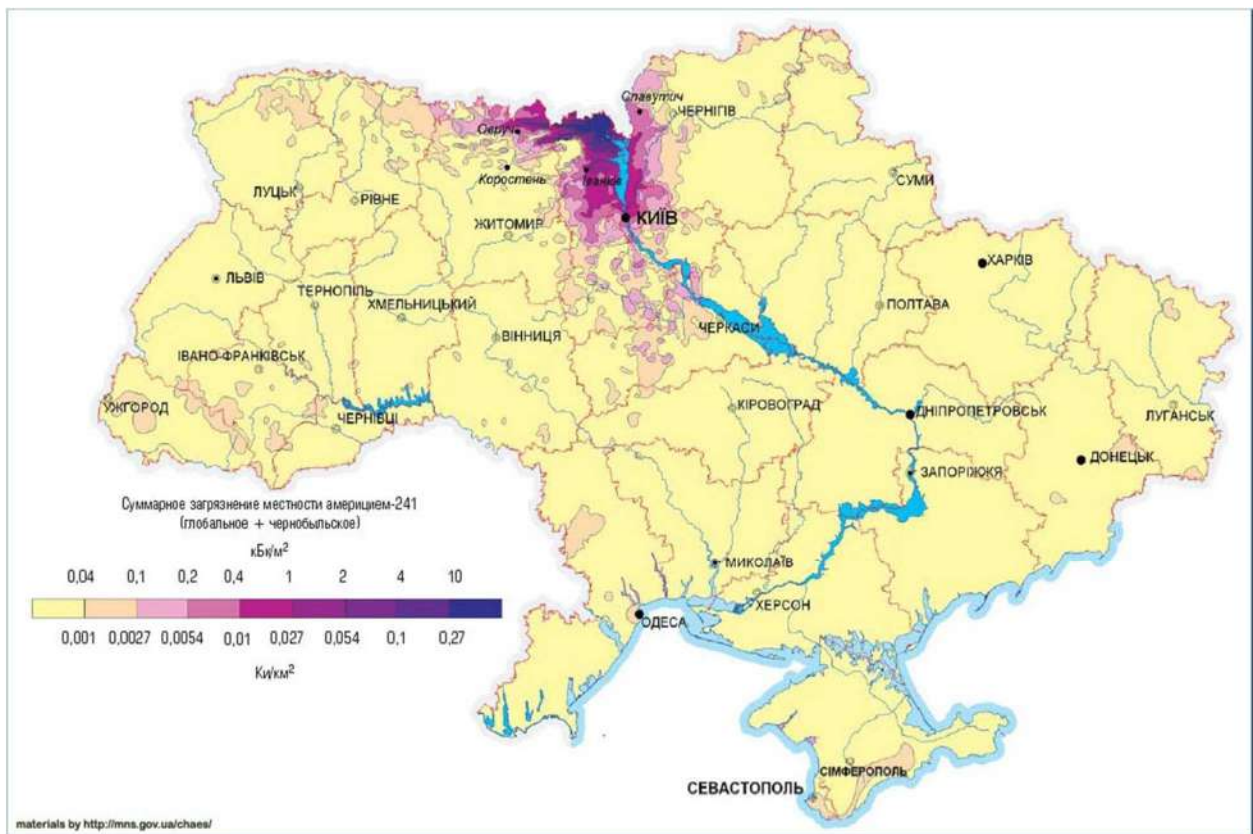 Славутич
ЧЕРНІГІВ
Овруч
Коростень
Іванків
СУМИ
ЛУЦЬК
РІВНЕ
КИЇВ
ЖИТОМИР
ХАРКІВ
ЛЬВІВ
ТЕРНОПІЛЬ
ХМЕЛЬНИЦЬКИЙ
ПОЛТАВА
ЧЕРКАСИ
ВІННИЦЯ
ІВАНО-ФРАНКІВСЬК
УЖГОРОД
КІРОВОГРАД
ДНІПРОПЕТРОВСЬК
ЛУГАНСЬК
ЧЕРНІВЦІ
ДОНЕЦЬК
ЗАПОРІЖЖЯ
Суммарное загрязнение местности америцием-241
(глобальное + чернобыльское)
кБк/м²
0,04 0,1 0,2 0,4 1 2 4 10
0,001 0,0027 0,0054 0,01 0,027 0,054 0,1 0,27
Ки/км²
МИКОЛАЇВ
ХЕРСОН
ОДЕСА
СІМФЕРОПОЛЬ
СЕВАСТОПОЛЬ
materials by http://mns.gov.ua/chaes/